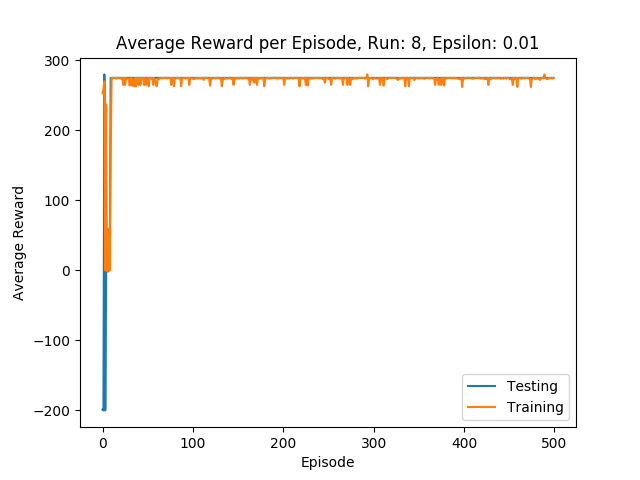 Average Reward per Episode, Run: 8, Epsilon: 0.01
300
200
100
0
−100
−200
Average Reward
0 100 200 300 400 500
Episode
Testing
Training